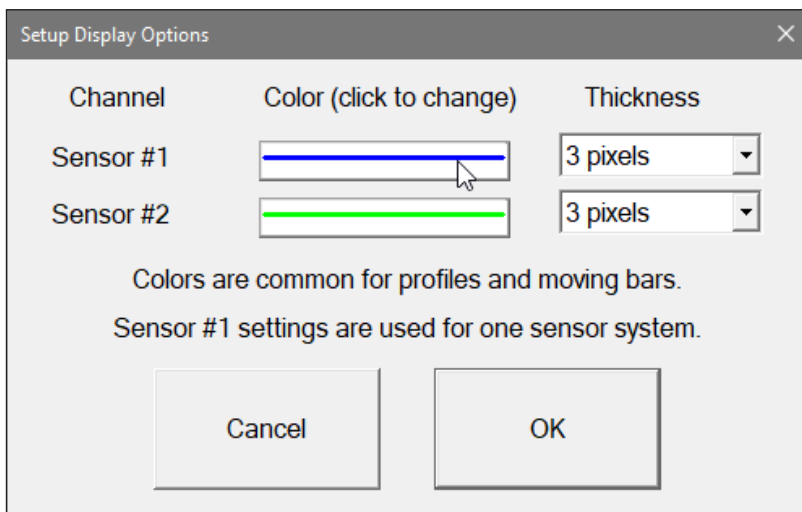 Setup Display Options
Channel Color (click to change) Thickness
Sensor #1 3 pixels
Sensor #2 3 pixels
Colors are common for profiles and moving bars.
Sensor #1 settings are used for one sensor system.
Cancel OK